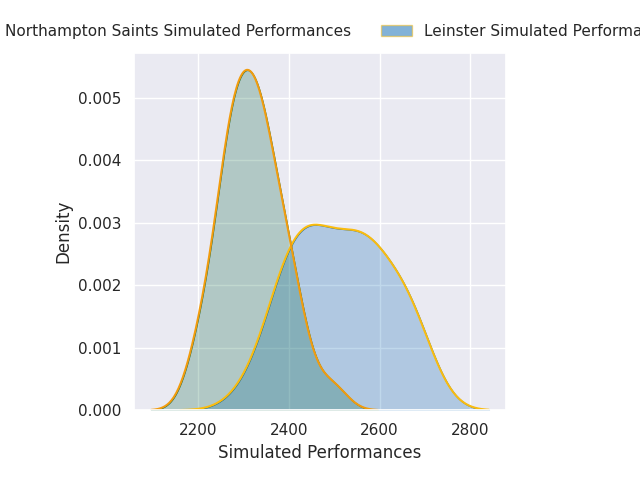 Northampton Saints Simulated Performances
Leinster Simulated Performa
0.005
0.004
0.003
0.002
0.001
0.000
Density
2200 2400 2600 2800
Simulated Performances